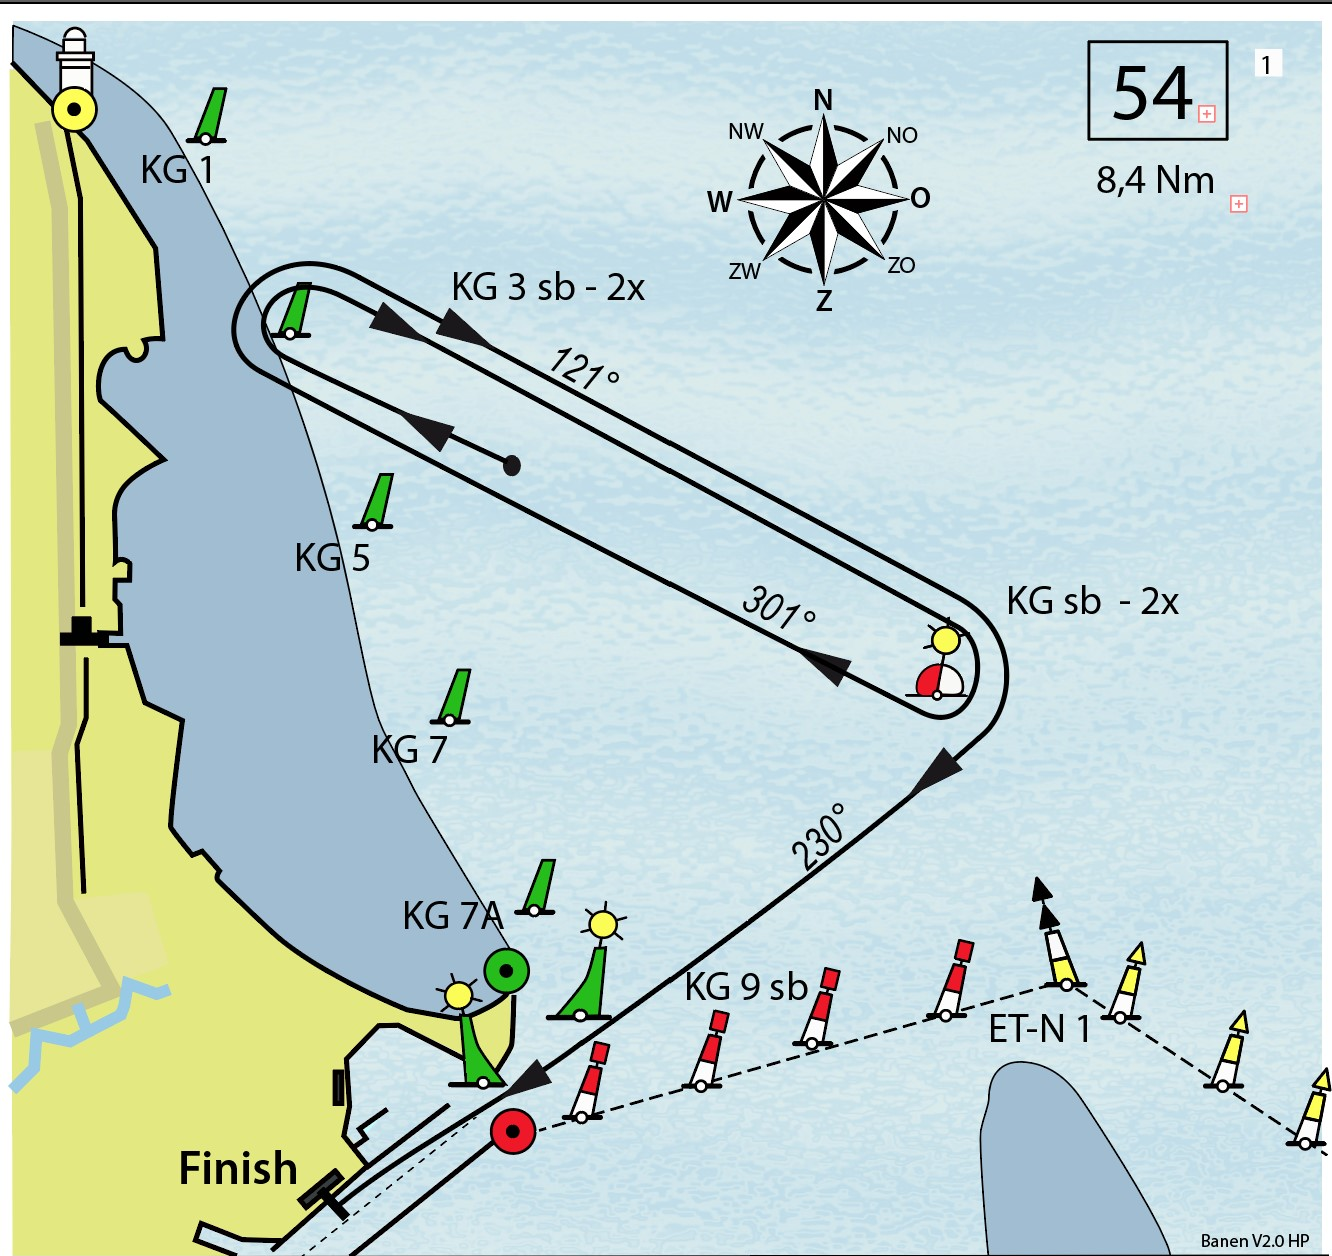 54
1
8,4 Nm
N
NW
NO
W
O
ZW
ZO
Z
KG 1
KG 3 sb - 2x
121°
KG 5
301°
KG sb - 2x
KG 7
230°
KG 7A
KG 9 sb
ET-N 1
Finish
Banen V2.0 HP